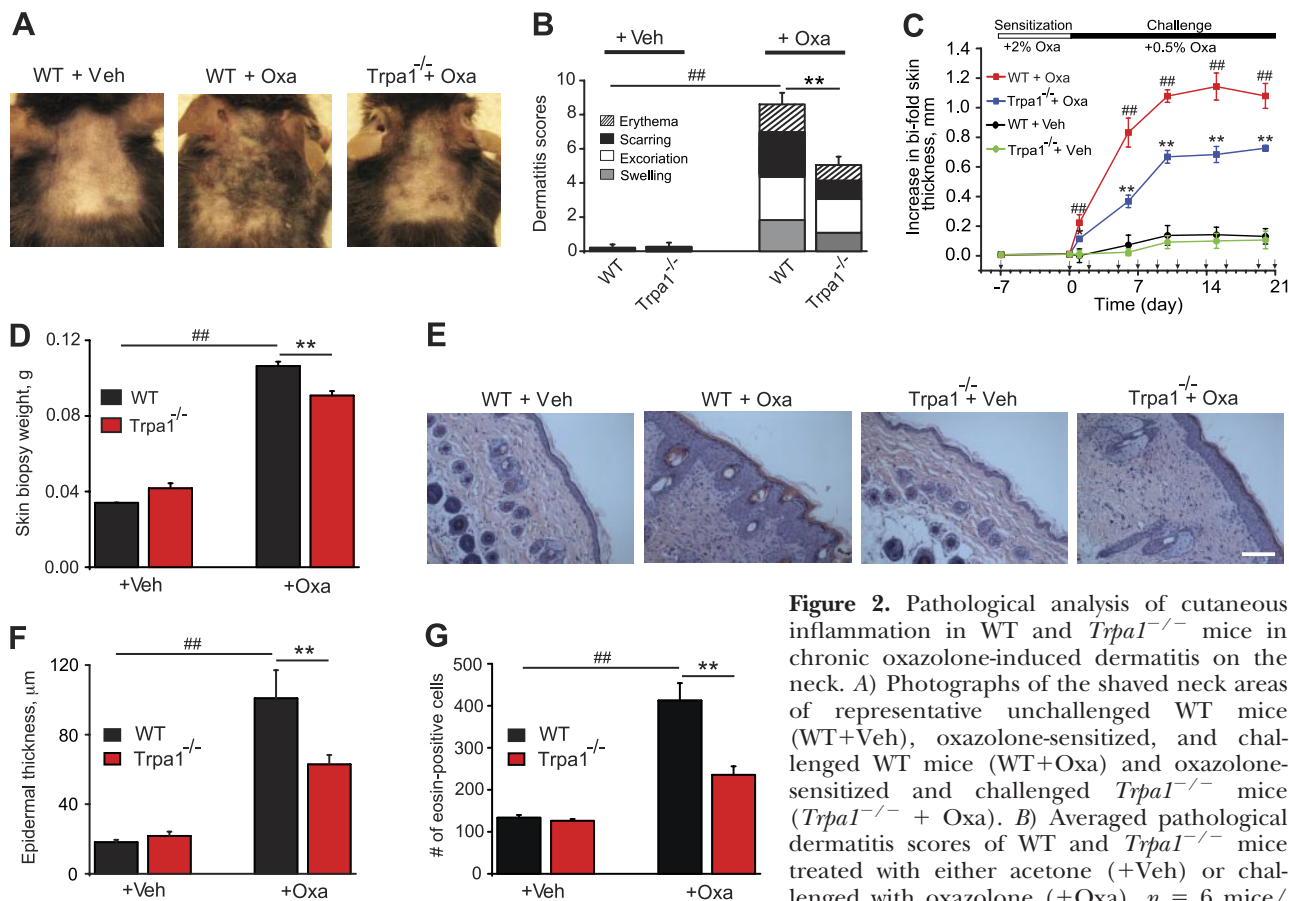 A
WT + Veh
WT + Oxa
Trpa1-/-+ Oxa
B
+ Veh
+ Oxa
##
**
Dermatitis scores
10
8
6
4
2
0
Erythema
Scarring
Excoriation
Swelling
WT
Trpa1-/-
WT
Trpa1-/-
C
Sensitization
Challenge
+2% Oxa
+0.5% Oxa
Increase in bi-fold skin
thickness, mm
1.4
1.2
1.0
0.8
0.6
0.4
0.2
0.0
WT + Oxa
Trpa1-/-+ Oxa
WT + Veh
Trpa1-/-+ Veh
##
##
##
##
##
*
**
**
**
**
-7
0
7
14
21
Time (day)
D
Skin biopsy weight, g
0.12
0.08
0.04
0.00
##
**
WT
Trpa1-/-
+Veh
+Oxa
E
WT + Veh
WT + Oxa
Trpa1-/-+ Veh
Trpa1-/-+ Oxa
F
Epidermal thickness, μm
120
90
60
30
0
##
**
WT
Trpa1-/-
+Veh
+Oxa
G
# of eosin-positive cells
500
400
300
200
100
0
##
**
WT
Trpa1-/-
+Veh
+Oxa
Figure 2. Pathological analysis of cutaneous
inflammation in WT and Trpa1−/− mice in
chronic oxazolone-induced dermatitis on the
neck. A) Photographs of the shaved neck areas
of representative unchallenged WT mice
(WT+Veh), oxazolone-sensitized, and chal-
lenged WT mice (WT+Oxa) and oxazolone-
sensitized and challenged Trpa1−/− mice
(Trpa1−/− + Oxa). B) Averaged pathological
dermatitis scores of WT and Trpa1−/− mice
treated with either acetone (+Veh) or chal-
lenged with oxazolone (+Oxa). n = 6 mice/